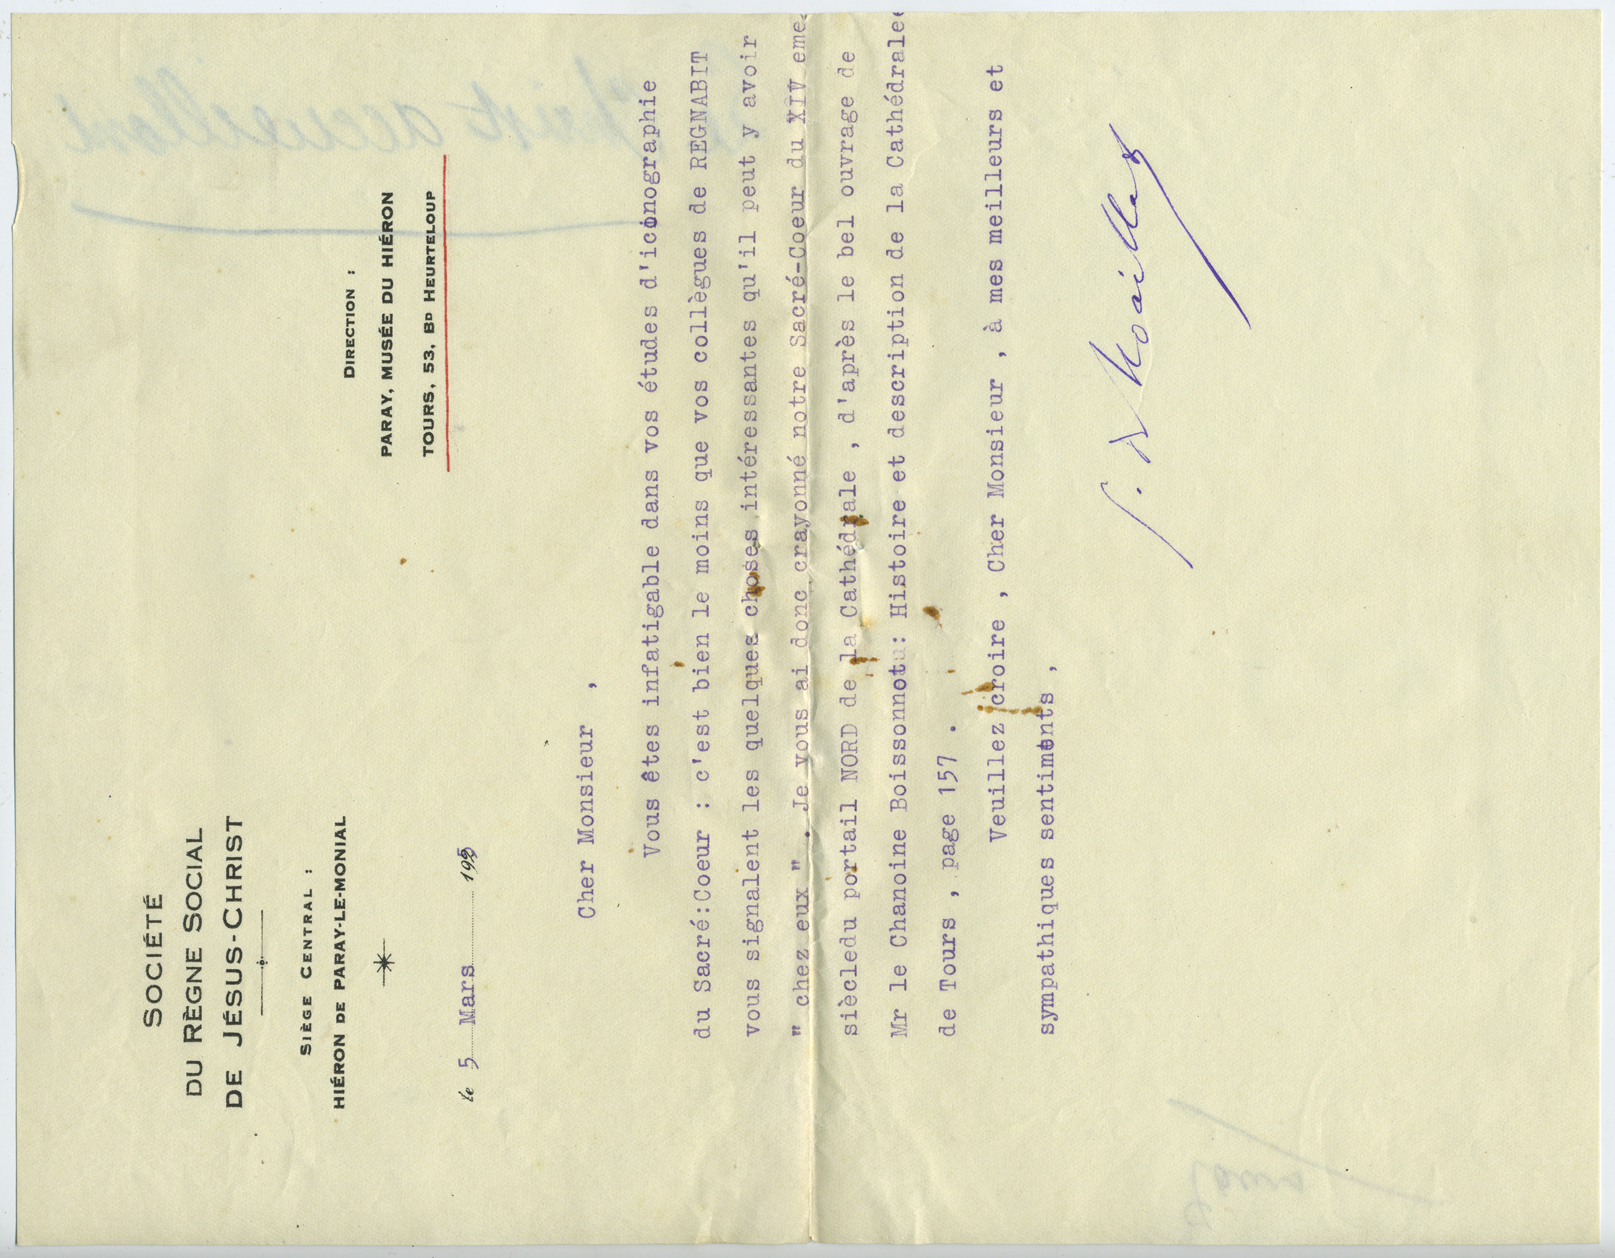 SOCIÉTÉ
DU RÈGNE SOCIAL
DE JÉSUS-CHRIST
SIÈGE CENTRAL :
HIÉRON DE PARAY-LE-MONIAL
DIRECTION :
PARAY, MUSÉE DU HIÉRON
TOURS, 53, BD HEURTELOUP
le 5 Mars 192
Cher Monsieur ,
Vous êtes infatigable dans vos études d'iconographie
du Sacré:Coeur : c'est bien le moins que vos collègues de REGNABIT
vous signalent les quelques choses intéressantes qu'il peut y avoir
" chez eux " . Je vous ai donc crayonné notre Sacré-Coeur du XIV eme
siècledu portail NORD de la Cathédrale , d'après le bel ouvrage de
Mr le Chanoine Boissonnot : Histoire et description de la Cathédrale
de Tours , page 157 .
Veuillez croire , Cher Monsieur , à mes meilleurs et
sympathiques sentiments ,
accueillant